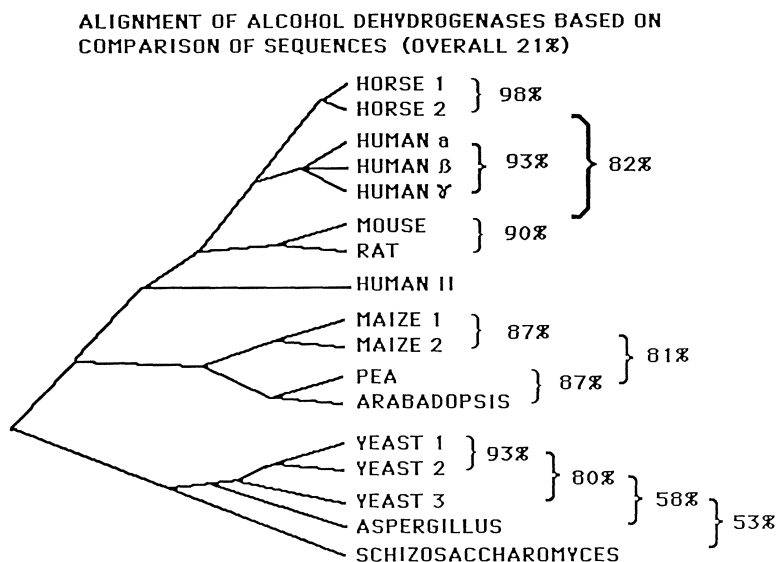 ALIGNMENT OF ALCOHOL DEHYDROGENASES BASED ON
COMPARISON OF SEQUENCES (OVERALL 21%)
HORSE 1
HORSE 2
98%
HUMAN a
HUMAN ß
HUMAN ɣ
93%
82%
MOUSE
RAT
90%
HUMAN II
MAIZE 1
MAIZE 2
87%
81%
PEA
ARABADOPSIS
87%
YEAST 1
YEAST 2
93%
80%
YEAST 3
58%
ASPERGILLUS
53%
SCHIZOSACCHAROMYCES